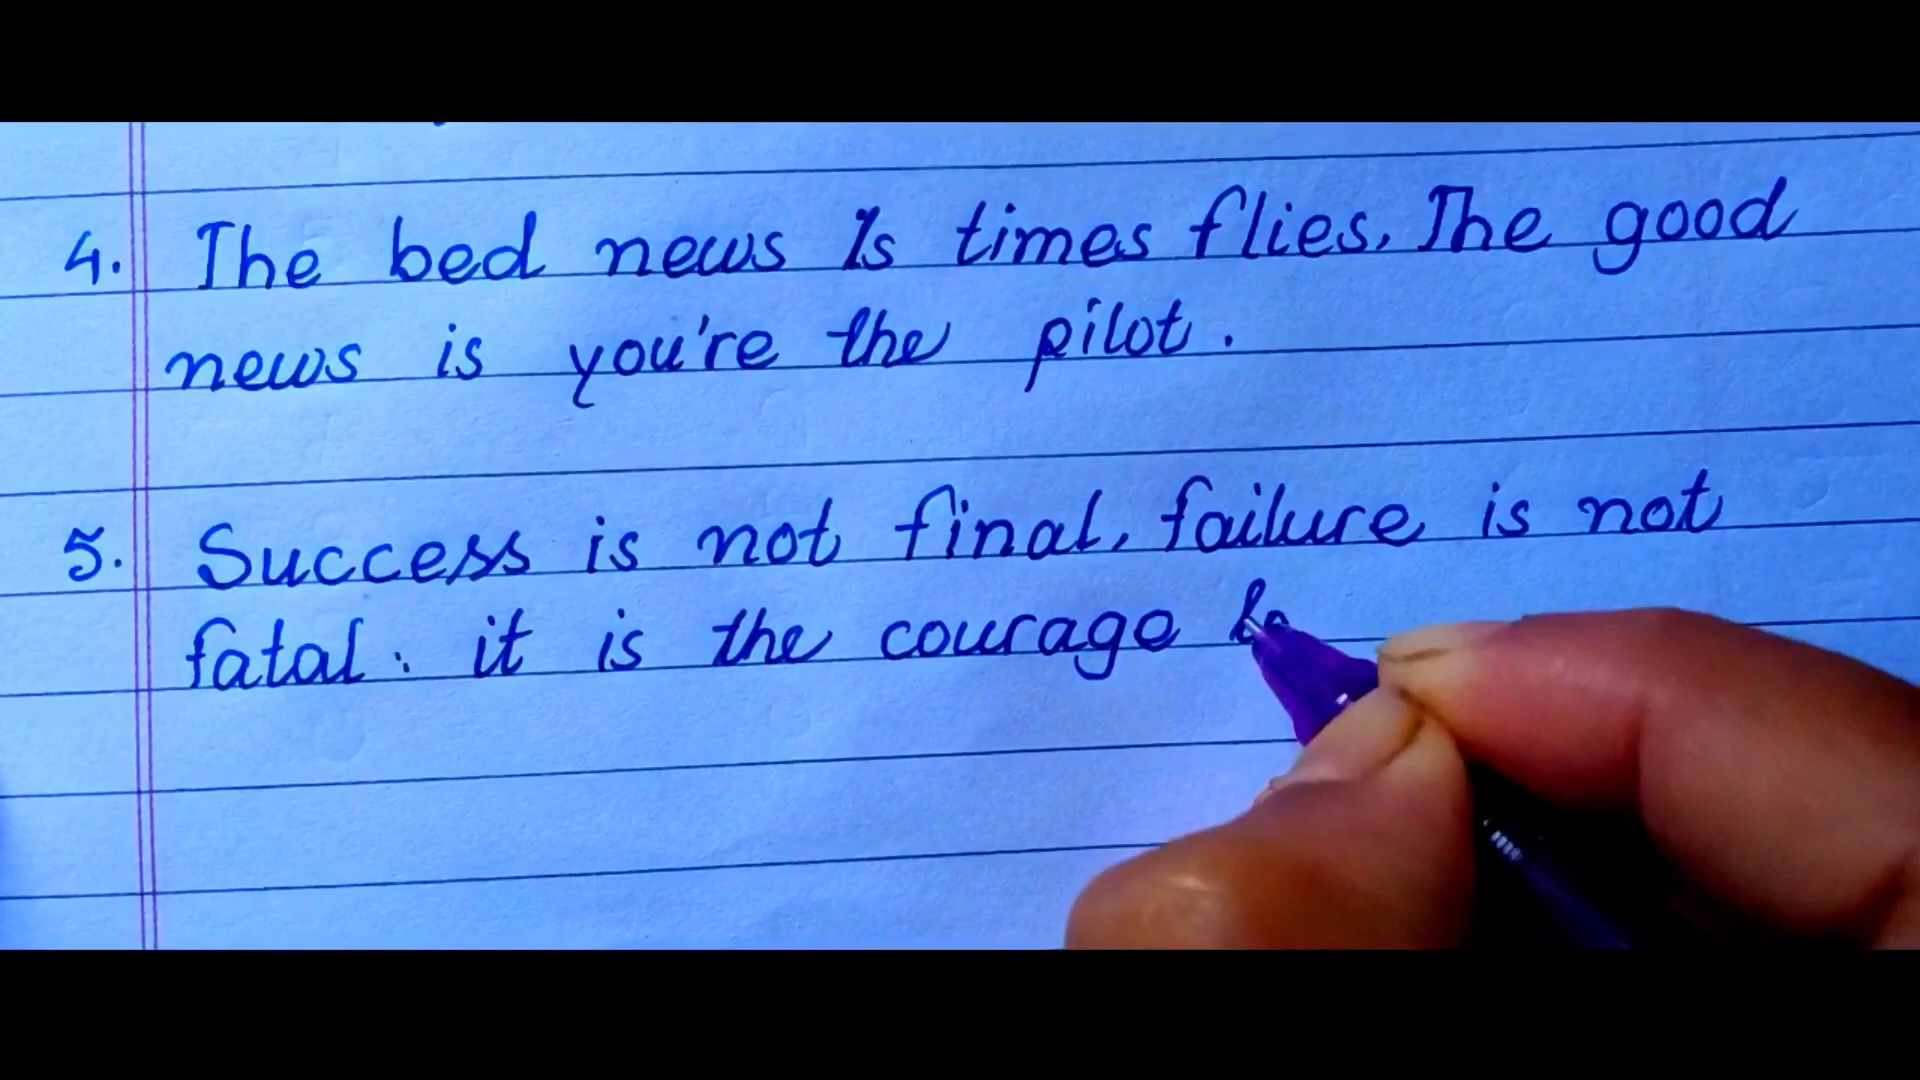 4. The bed news Is times flies. The good
news is you're the pilot.
5. Success is not final, failure is not
fatal: it is the courage